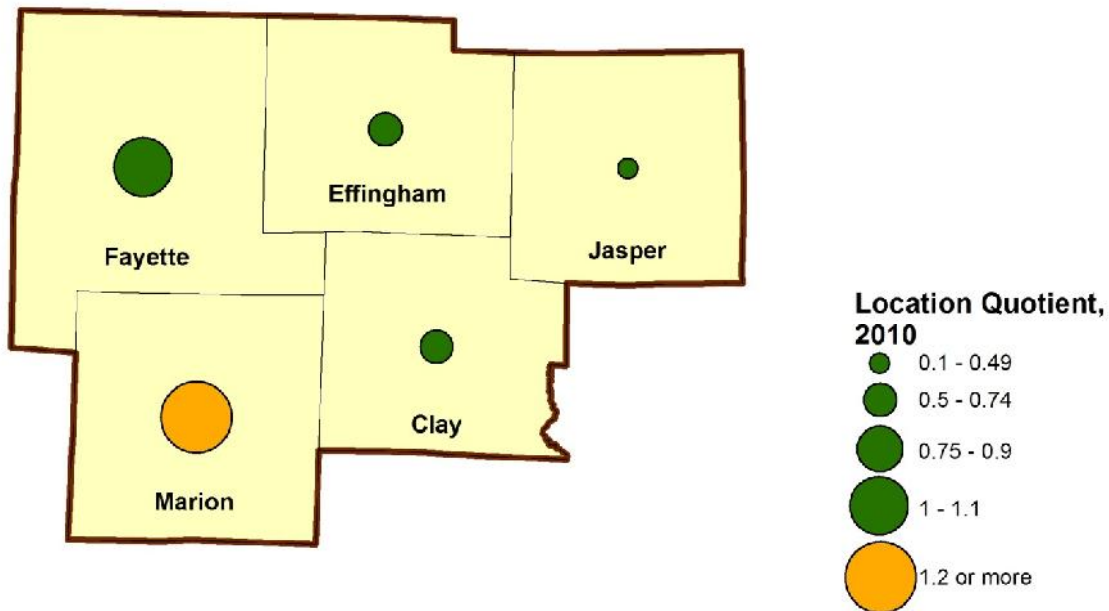 Effingham
Jasper
Fayette
Clay
Marion
Location Quotient,
2010
0.1 - 0.49
0.5 - 0.74
0.75 - 0.9
1 - 1.1
1.2 or more